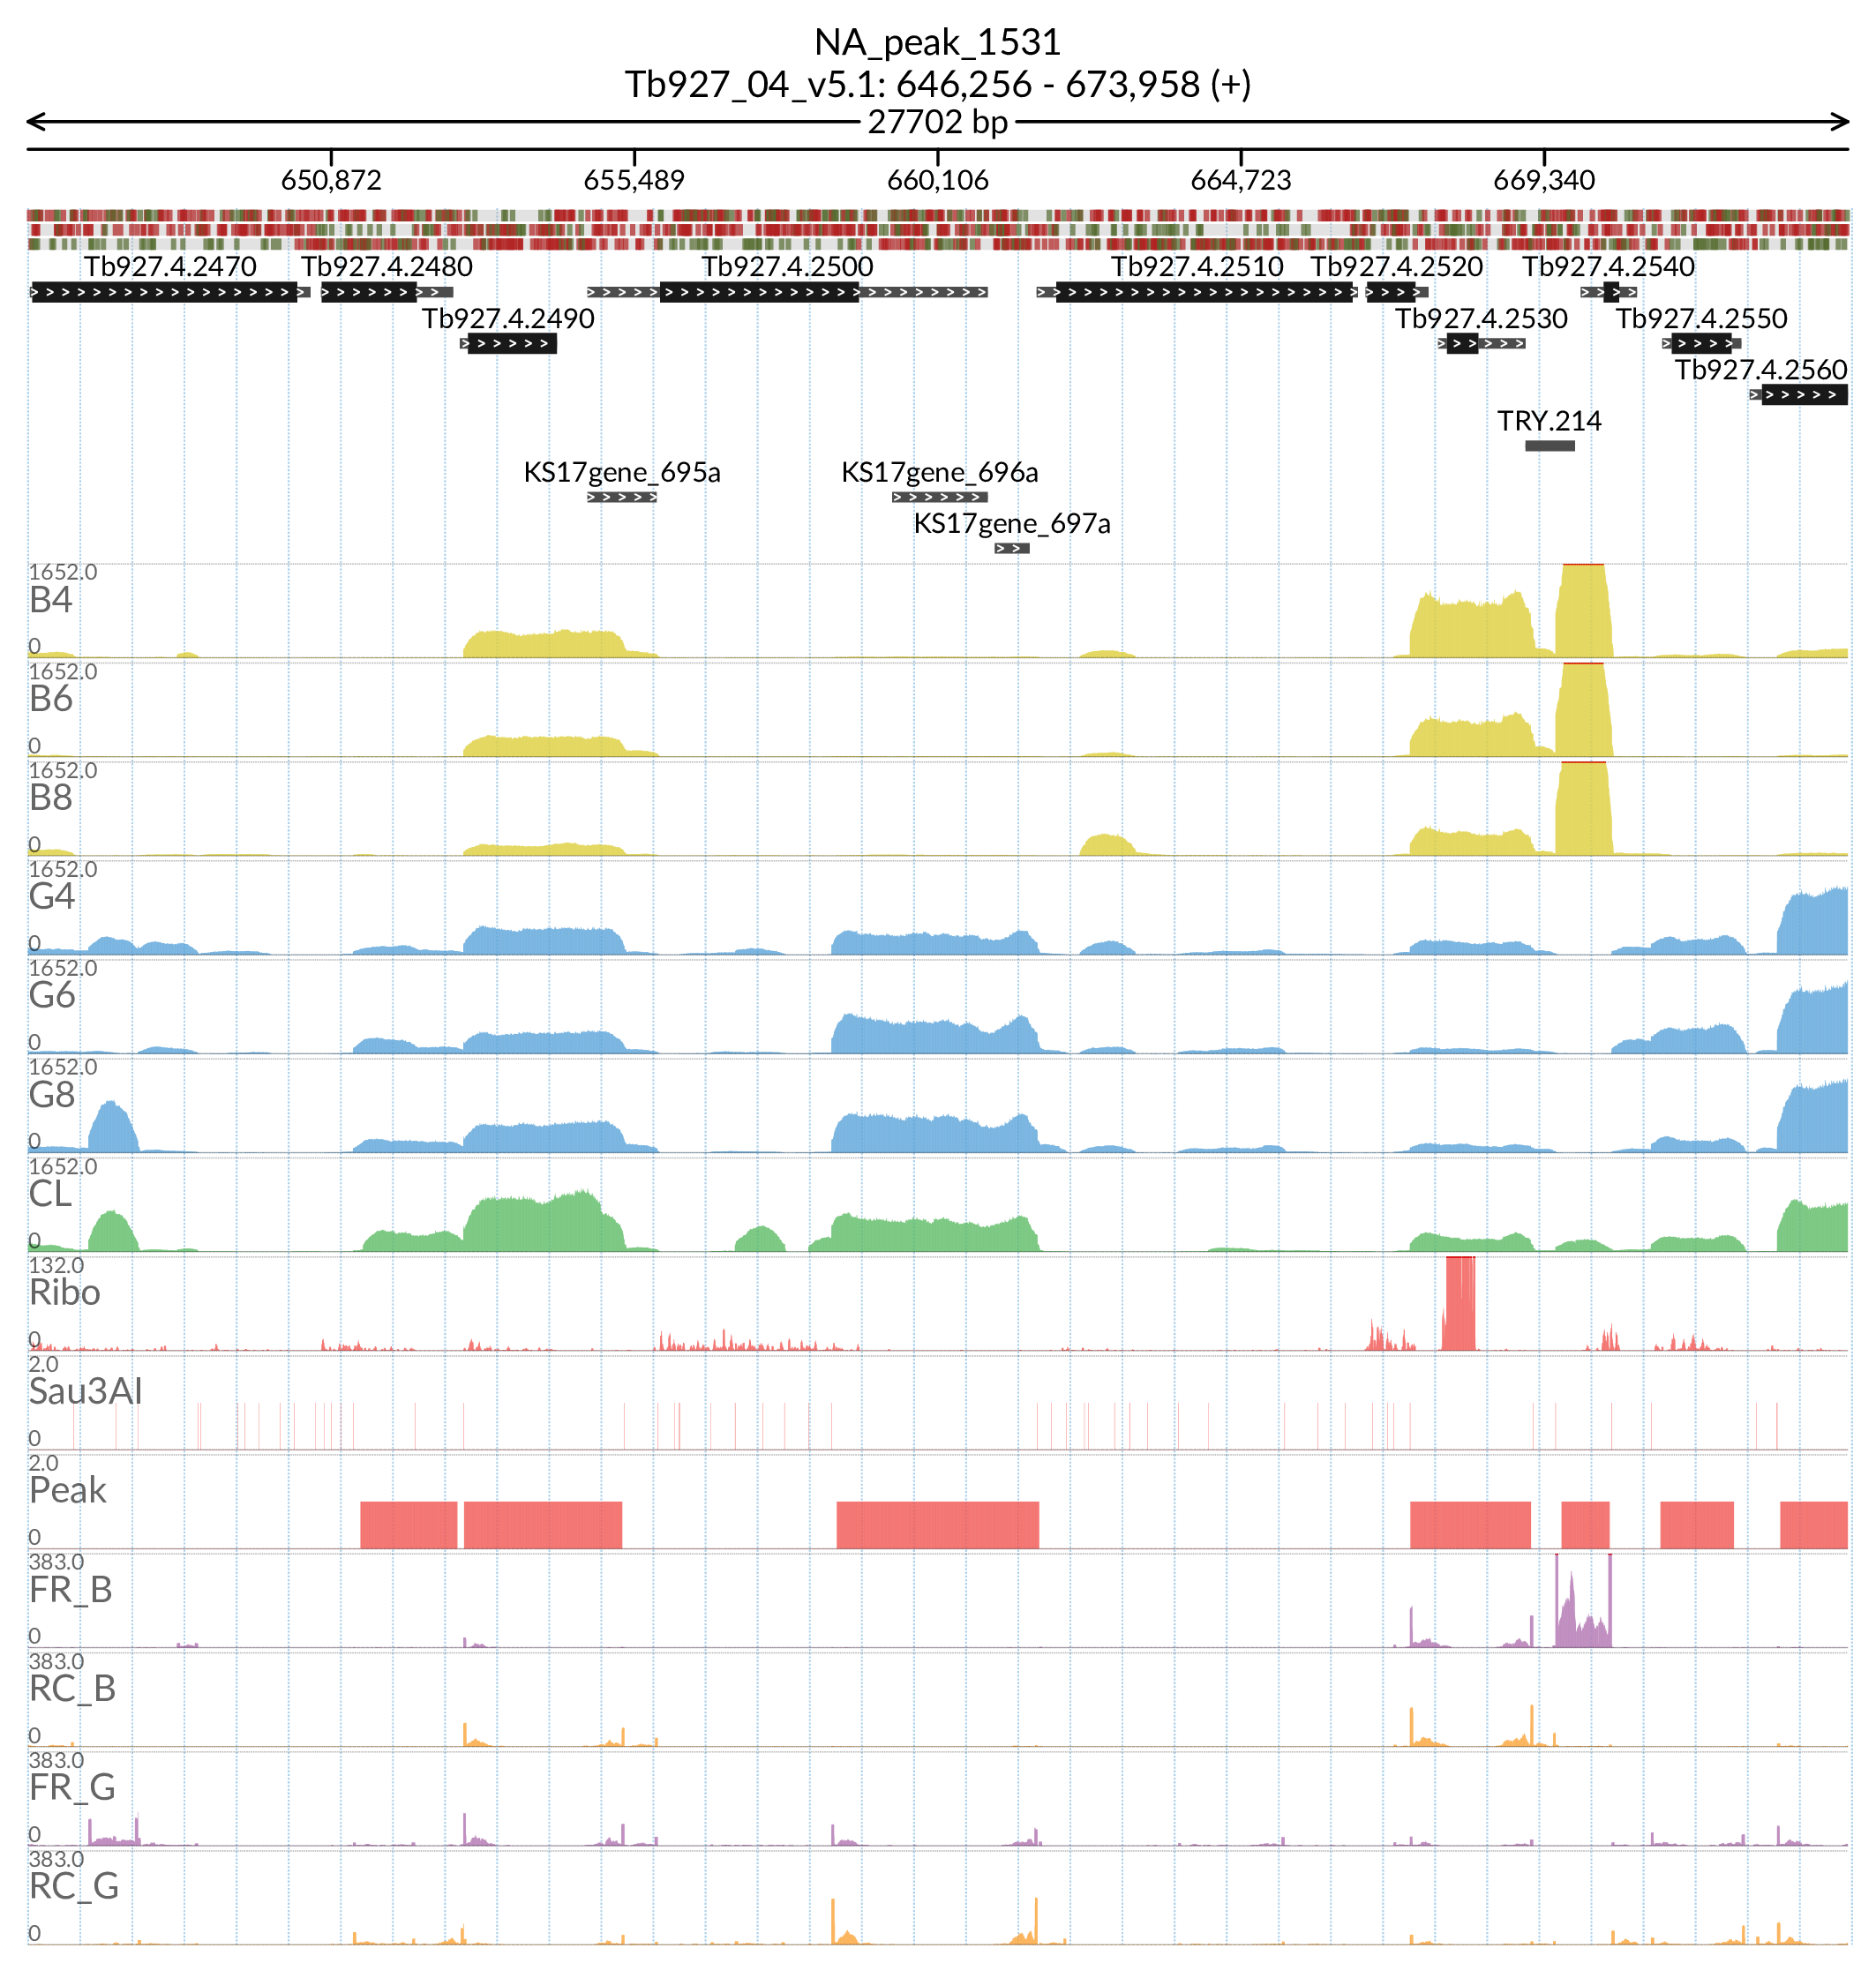 NA_peak_1531
Tb927_04_v5.1: 646,256 - 673,958 (+)
27702 bp
650,872 655,489 660,106 664,723 669,340
Tb927.4.2470 Tb927.4.2480 Tb927.4.2500 Tb927.4.2510 Tb927.4.2520 Tb927.4.2540
Tb927.4.2490 Tb927.4.2530 Tb927.4.2550
Tb927.4.2560
TRY.214
KS17gene_695a KS17gene_696a
KS17gene_697a
1652.0
B4
0
1652.0
B6
0
1652.0
B8
0
1652.0
G4
0
1652.0
G6
0
1652.0
G8
0
1652.0
CL
0
132.0
Ribo
0
2.0
Sau3AI
0
2.0
Peak
0
383.0
FR_B
0
383.0
RC_B
0
383.0
FR_G
0
383.0
RC_G
0